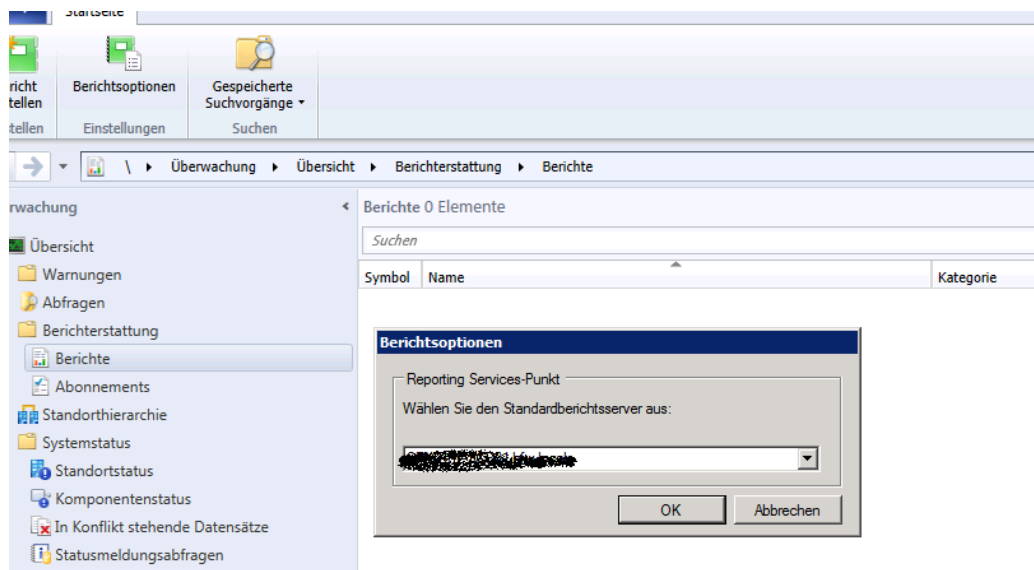 Startseite
richt
tellen
Berichtsoptionen
Gespeicherte
Suchvorgänge
tellen
Einstellungen
Suchen
\ Überwachung Übersicht Berichterstattung Berichte
rwachung
Berichte 0 Elemente
Suchen
Symbol Name Kategorie
Übersicht
Warnungen
Abfragen
Berichterstattung
Berichte
Abonnements
Standorthierarchie
Systemstatus
Standortstatus
Komponentenstatus
In Konflikt stehende Datensätze
Statusmeldungsabfragen
Berichtsoptionen
Reporting Services-Punkt
Wählen Sie den Standardberichtsserver aus:
OK Abbrechen